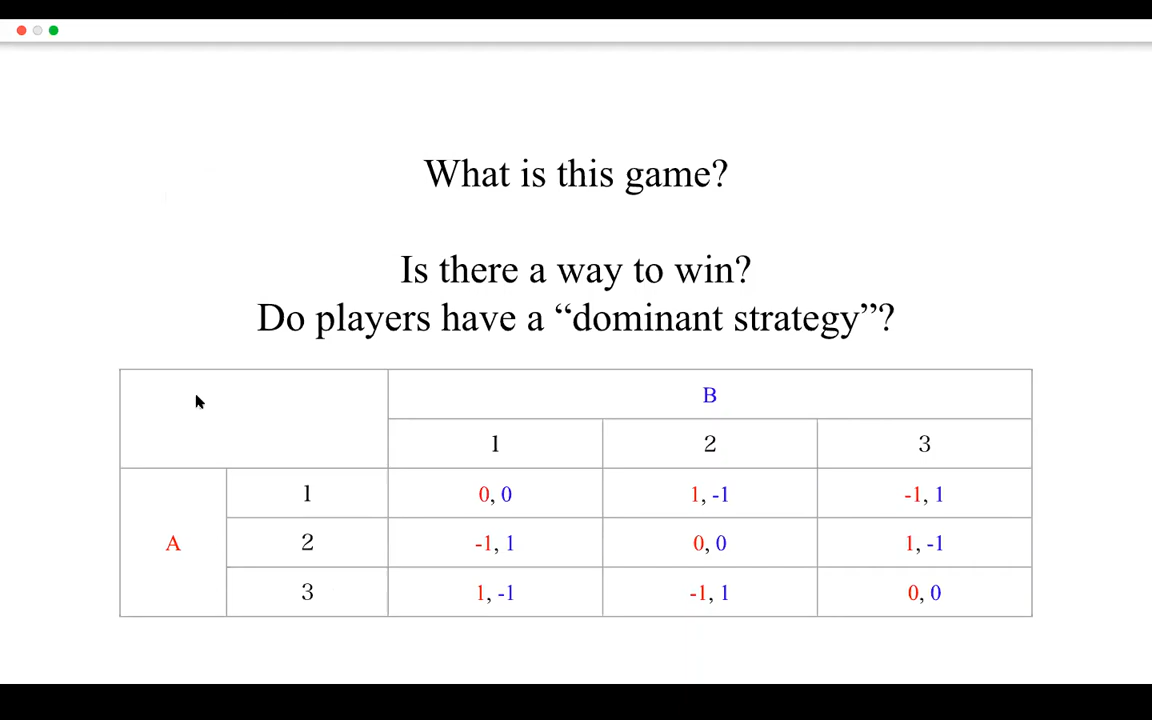 What is this game?
Is there a way to win?
Do players have a “dominant strategy”?
B
1 2 3
1 0, 0 1, -1 -1, 1
A 2 -1, 1 0, 0 1, -1
3 1, -1 -1, 1 0, 0